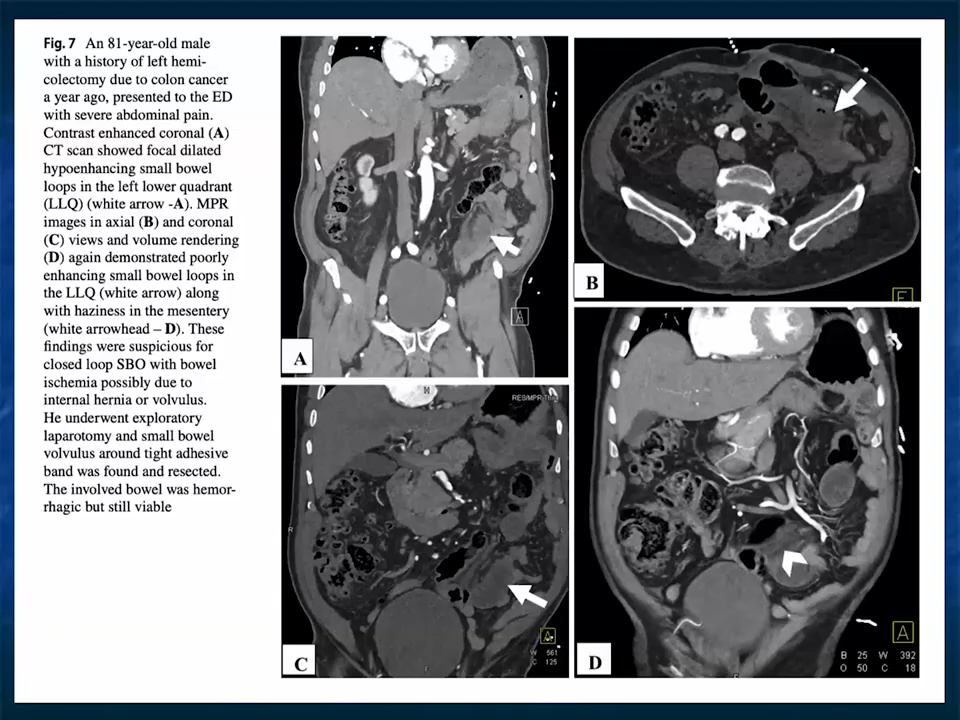 Fig. 7 An 81-year-old male
with a history of left hemi-
colectomy due to colon cancer
a year ago, presented to the ED
with severe abdominal pain.
Contrast enhanced coronal (A)
CT scan showed focal dilated
hypoenhancing small bowel
loops in the left lower quadrant
(LLQ) (white arrow -A). MPR
images in axial (B) and coronal
(C) views and volume rendering
(D) again demonstrated poorly
enhancing small bowel loops in
the LLQ (white arrow) along
with haziness in the mesentery
(white arrowhead – D). These
findings were suspicious for
closed loop SBO with bowel
ischemia possibly due to
internal hernia or volvulus.
He underwent exploratory
laparotomy and small bowel
volvulus around tight adhesive
band was found and resected.
The involved bowel was hemor-
rhagic but still viable
A
A
B
H
R
A
W 561
C 125
C
A
B 25 W 392
O 50 C 18
D